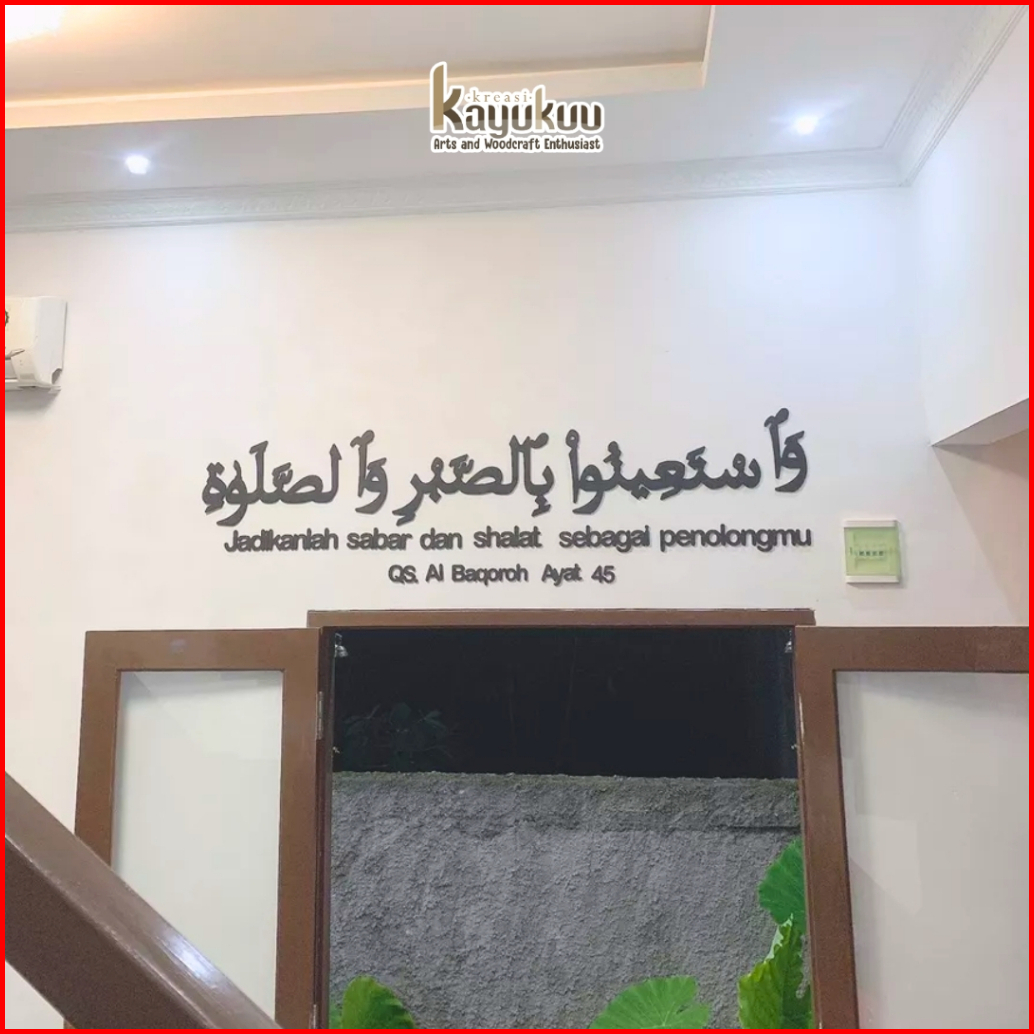 ·kreasi·
kayukuu
Arts and Woodcraft Enthusiast
وَٱسْتَعِينُوا۟ بِٱلصَّبْرِ وَٱلصَّلَوٰةِ
Jadikanlah sabar dan shalat sebagai penolongmu
QS. Al Baqoroh Ayat 45